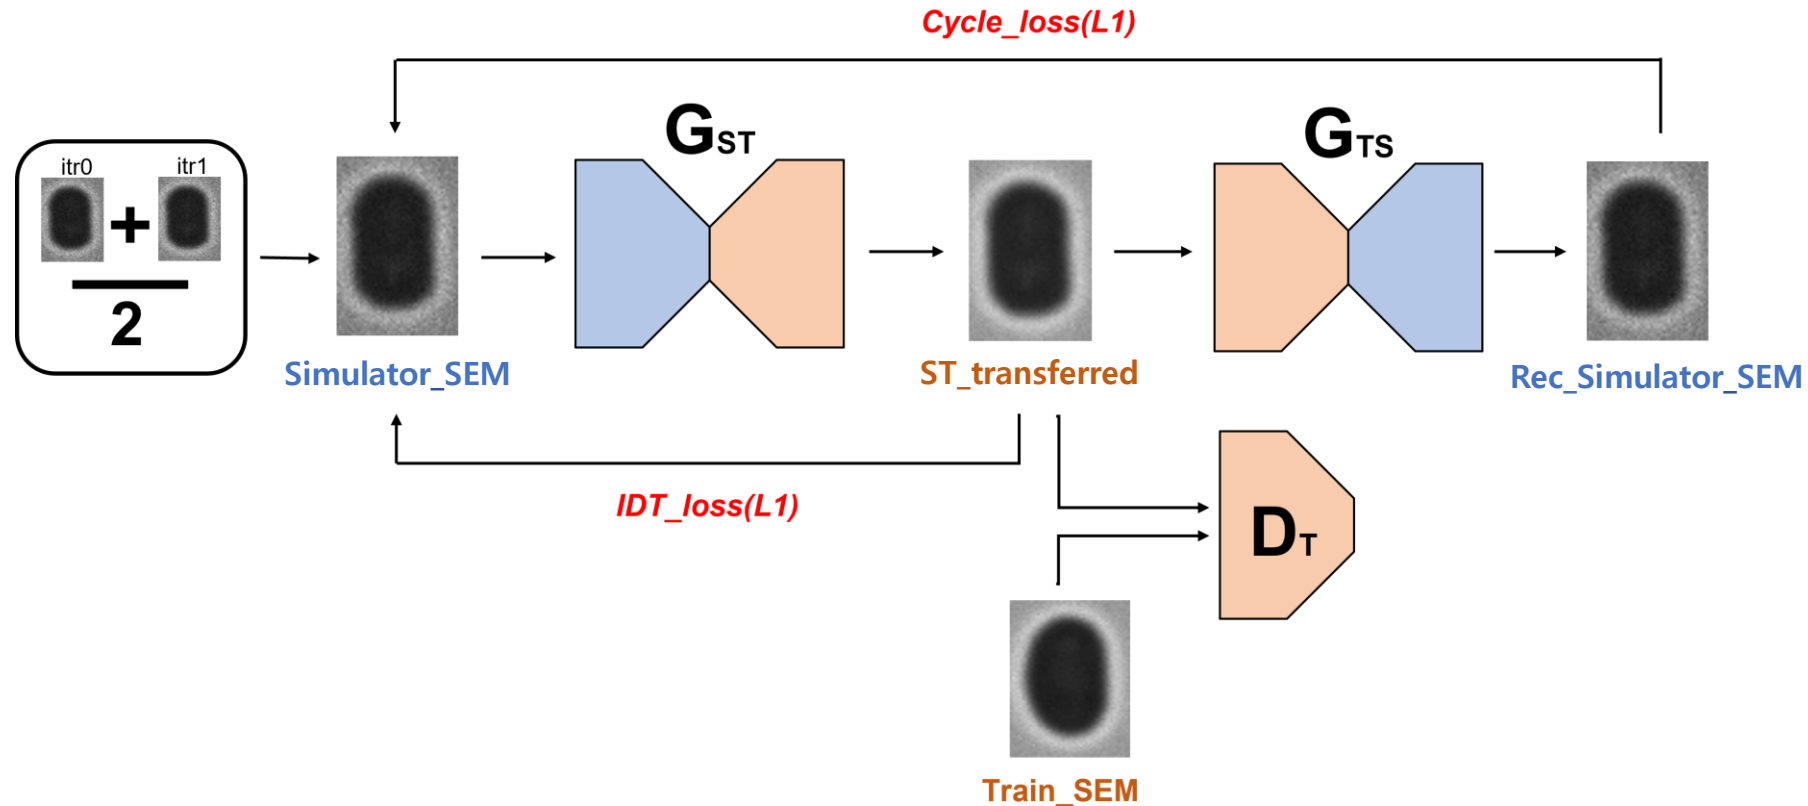 Cycle_loss(L1)
itr0 itr1
+
2
Simulator_SEM
GST
ST_transferred
GTS
Rec_Simulator_SEM
IDT_loss(L1)
DT
Train_SEM